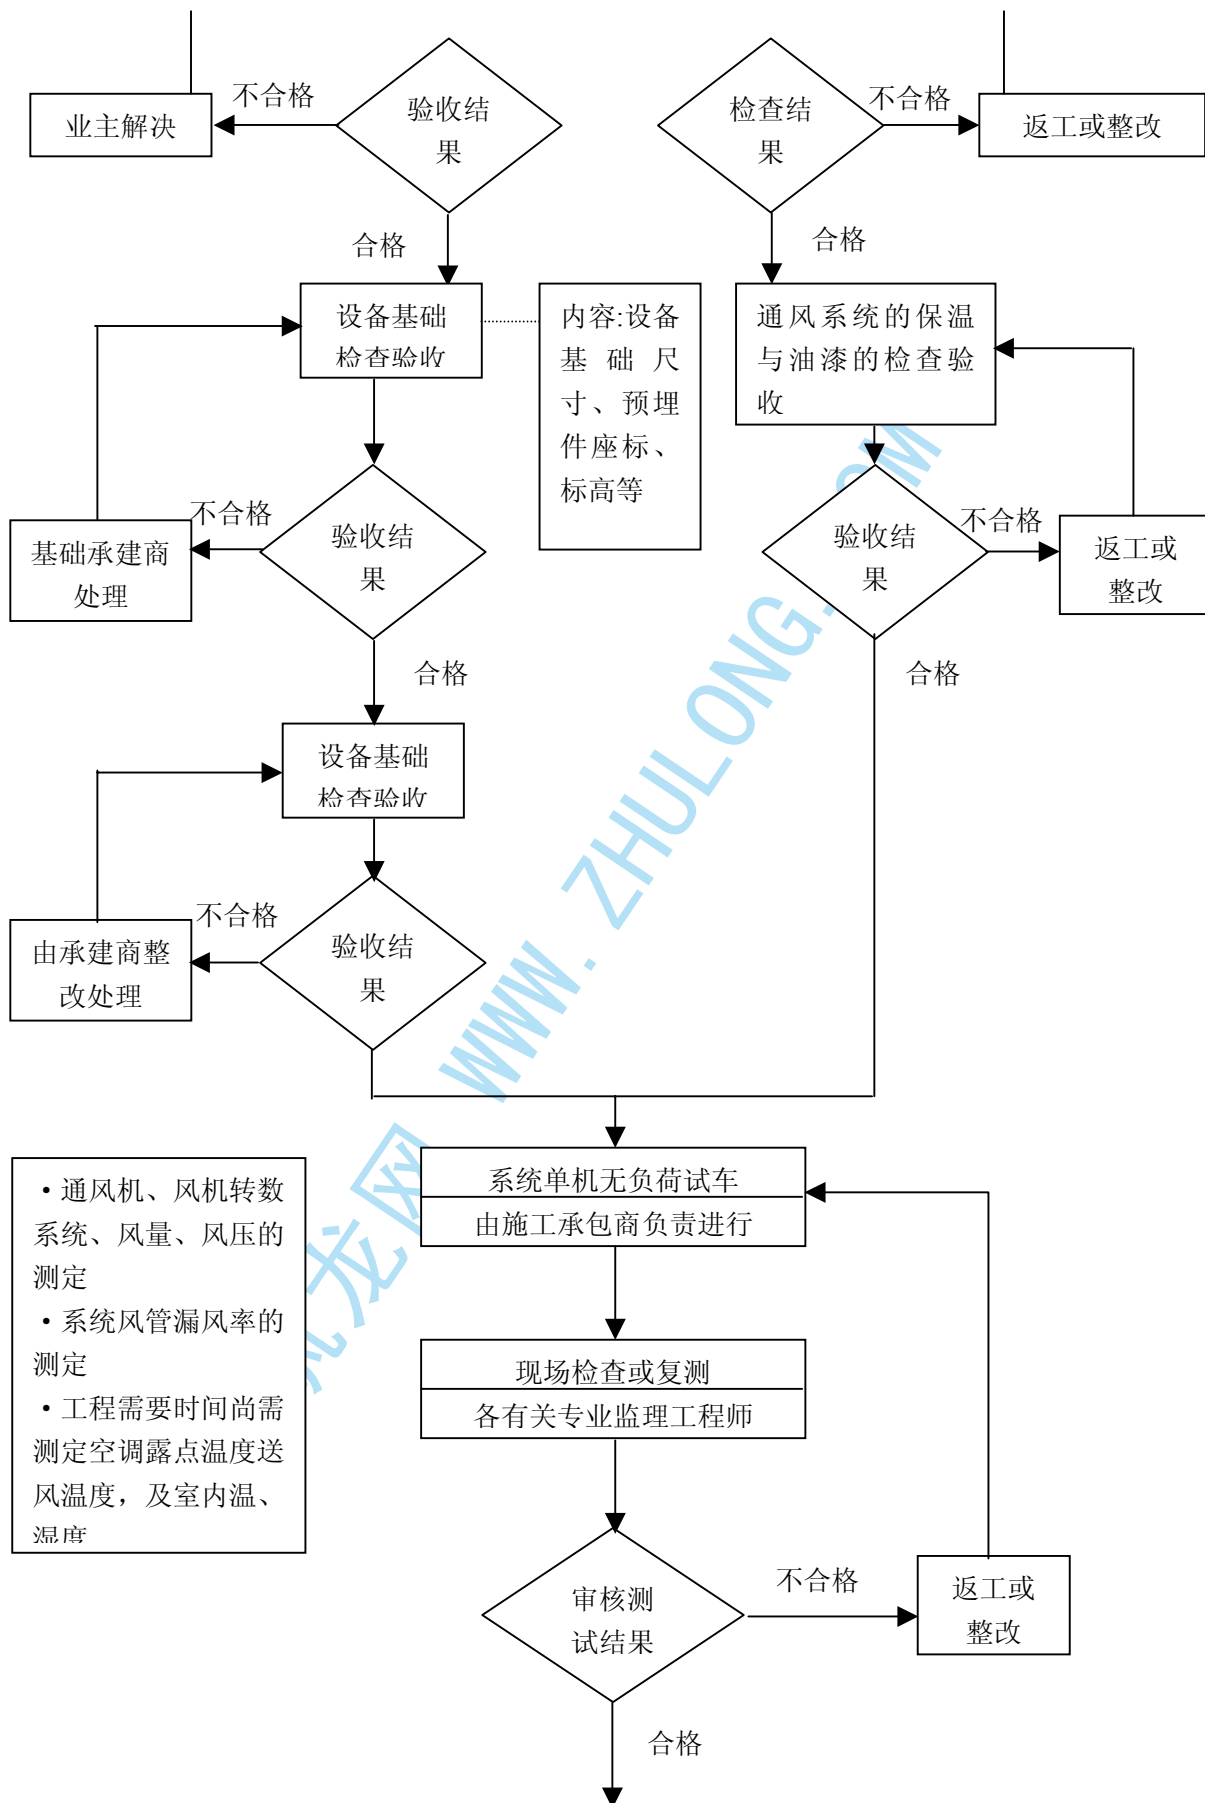 不合格
业主解决
验收结
果
合格
检查结
果
不合格
返工或整改
合格
设备基础
检查验收
内容:设备
基础尺
寸、预埋
件座标、
标高等
通风系统的保温
与油漆的检查验
收
不合格
基础承建商
处理
验收结
果
合格
验收结
果
不合格
返工或
整改
合格
设备基础
检查验收
不合格
由承建商整
改处理
验收结
果
系统单机无负荷试车
由施工承包商负责进行
·通风机、风机转数
系统、风量、风压的
测定
·系统风管漏风率的
测定
·工程需要时间尚需
测定空调露点温度送
风温度，及室内温、
湿度
现场检查或复测
各有关专业监理工程师
审核测
试结果
不合格
返工或
整改
合格
筑龙网 WWW.ZHULONG.COM